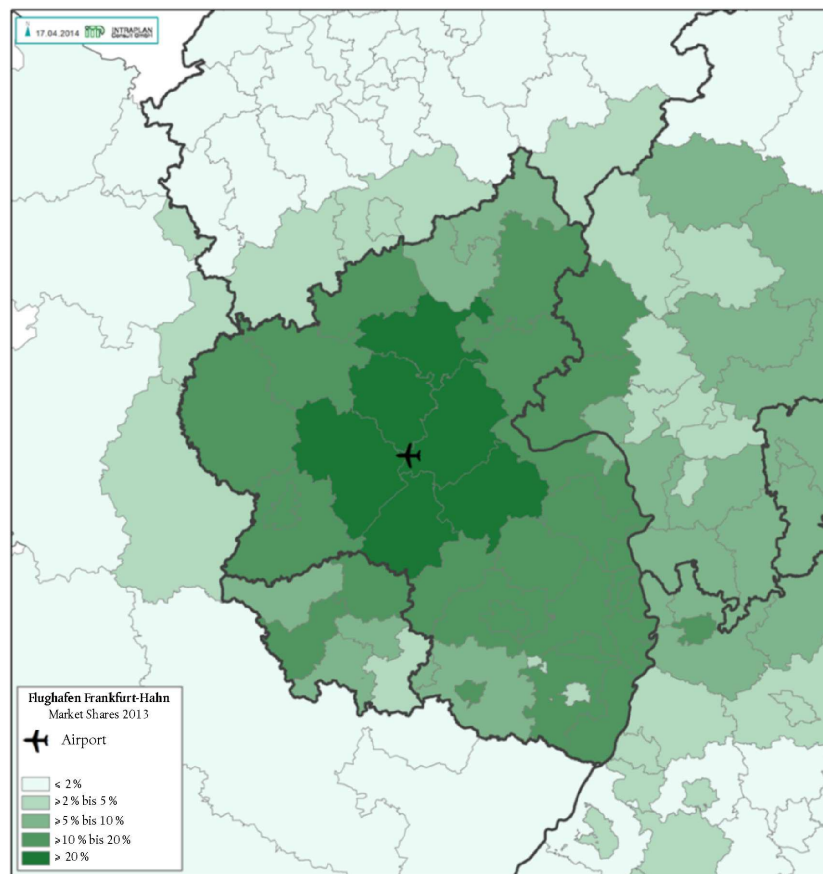 17.04.2014 INTRAPLAN
Consult GmbH
Flughafen Frankfurt-Hahn
Market Shares 2013
Airport
< 2 %
≥2 % bis 5 %
≥5 % bis 10 %
≥10 % bis 20 %
≥ 20 %